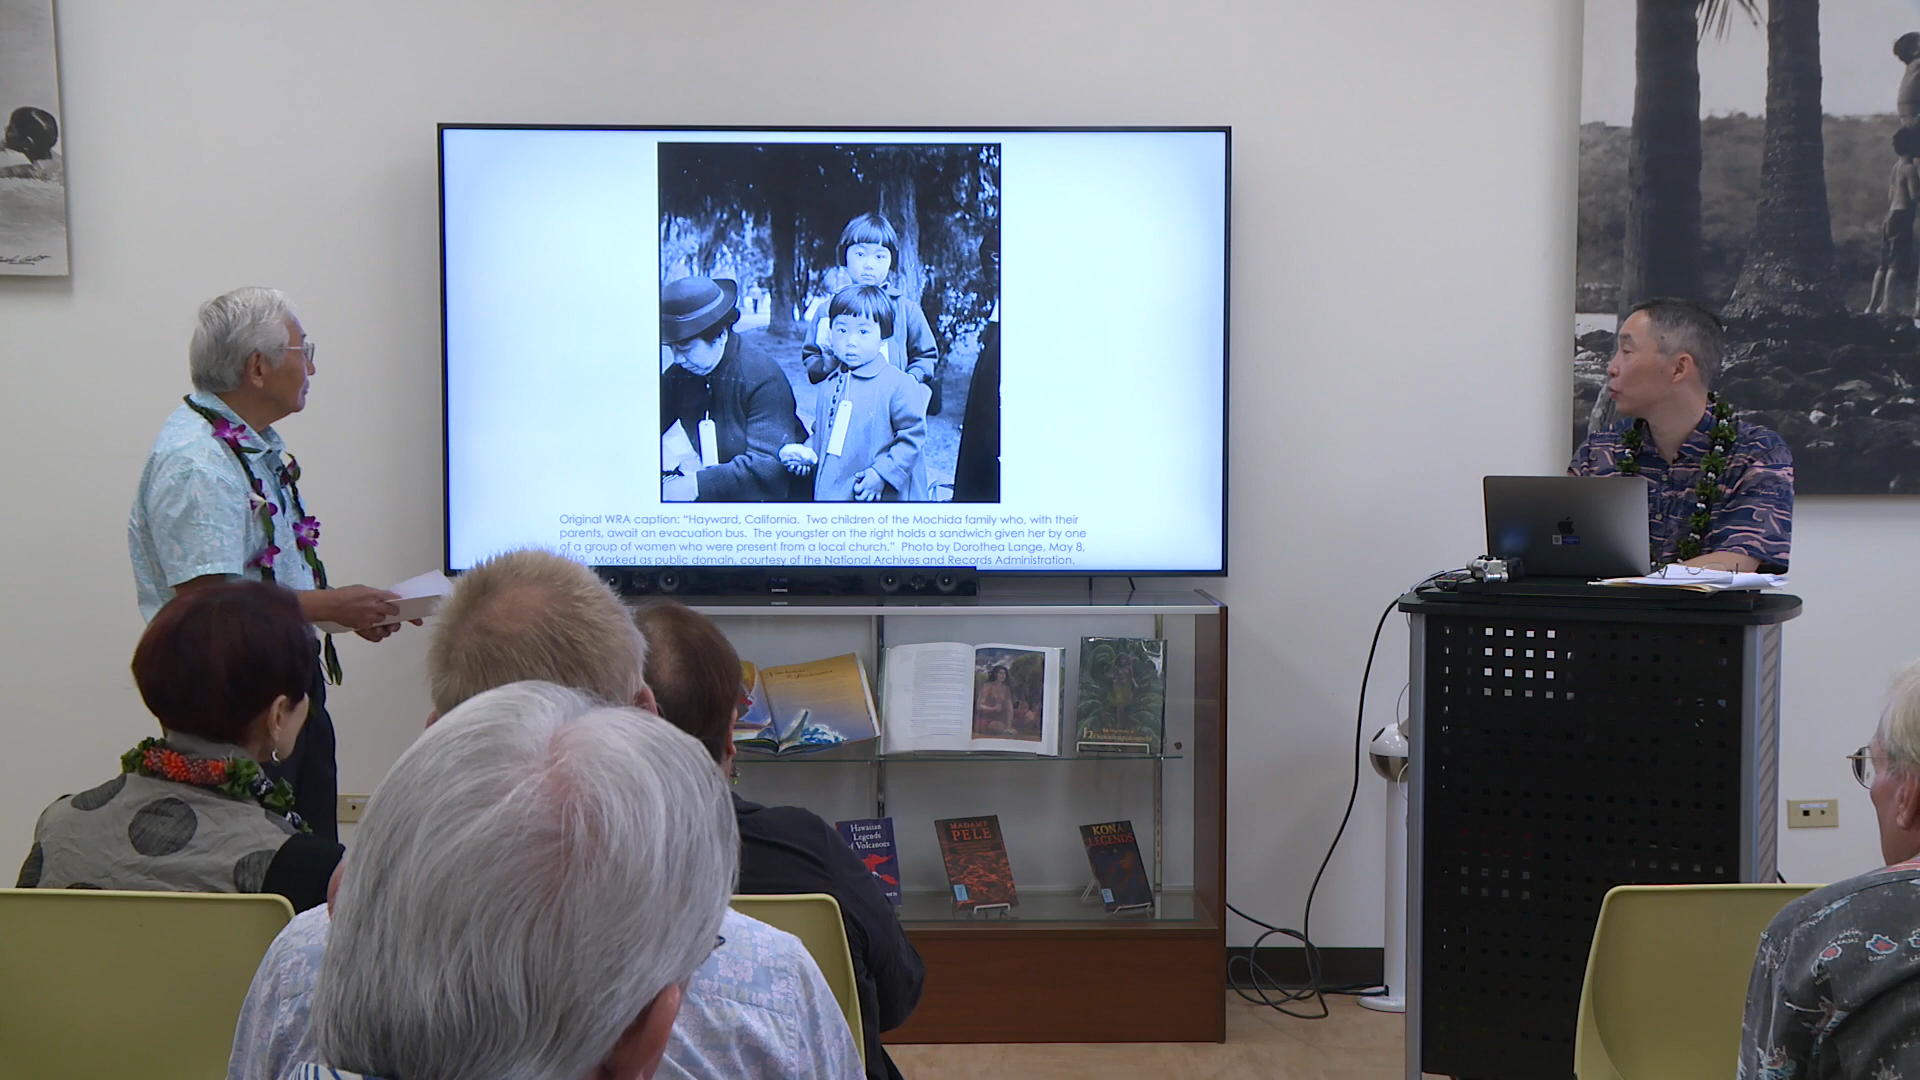 Original WRA caption: “Hayward, California. Two children of the Mochida family who, with their
parents, await an evacuation bus. The youngster on the right holds a sandwich given her by one
of a group of women who were present from a local church.” Photo by Dorothea Lange, May 8,
Marked as public domain, courtesy of the National Archives and Records Administration.
SAMSUNG
Hawaiian
Legends
of Volcanoes
MADAME
PELE
KONA
LEGENDS